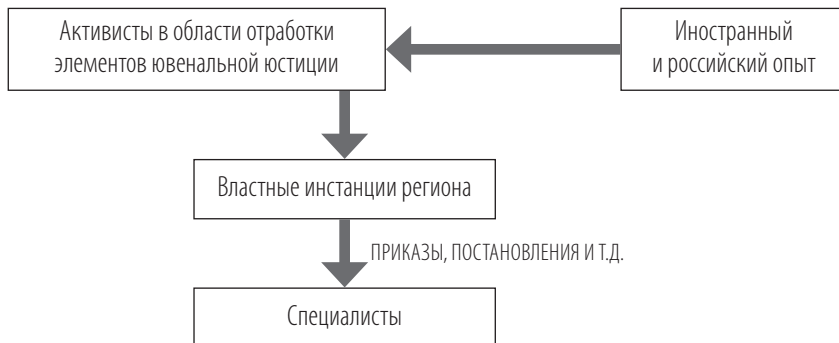 Активисты в области отработки
элементов ювенальной юстиции
Иностранный
и российский опыт
Властные инстанции региона
ПРИКАЗЫ, ПОСТАНОВЛЕНИЯ И Т.Д.
Специалисты